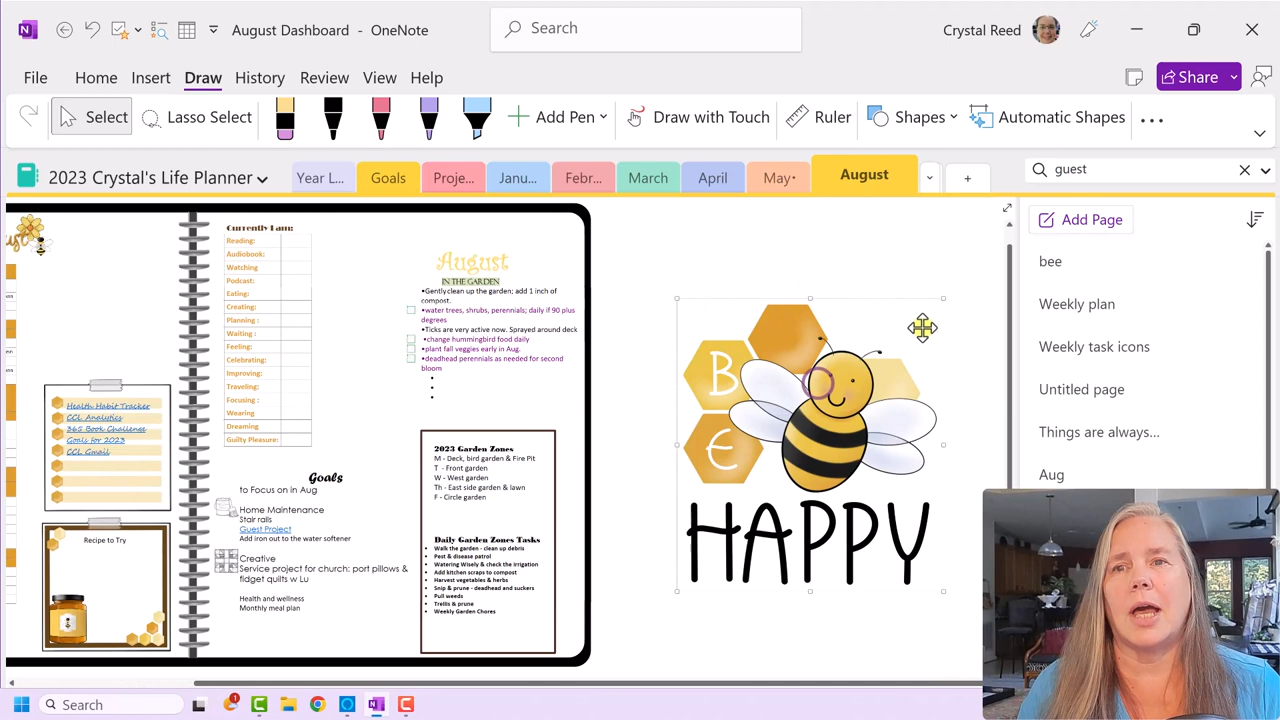 August Dashboard - OneNote
Search
Crystal Reed
File Home Insert Draw History Review View Help
Share
Select Lasso Select Add Pen Draw with Touch Ruler Shapes Automatic Shapes
2023 Crystal's Life Planner
Year L... Goals Proje... Janu... Febr... March April May August +
guest
Add Page
bee
Weekly plan
Weekly task icons
Untitled page
Things are always...
Aug
Currently I am:
Reading:
Audiobook:
Watching
Podcast:
Eating:
Creating:
Planning :
Waiting :
Feeling:
Celebrating:
Improving:
Traveling:
Focusing :
Wearing
Dreaming
Guilty Pleasure:
Health Habit Tracker
CCL Analytics
365 Book Challenge
Goals for 2023
CCL Gmail
Recipe to Try
Goals
to Focus on in Aug
Home Maintenance
Stair rails
Guest Project
Add iron out to the water softener
Creative
Service project for church: port pillows &
fidget quilts w Lu
Health and wellness
Monthly meal plan
August
IN THE GARDEN
•Gently clean up the garden; add 1 inch of
compost.
•water trees, shrubs, perennials; daily if 90 plus
degrees
•Ticks are very active now. Sprayed around deck
•change hummingbird food daily
•plant fall veggies early in Aug.
•deadhead perennials as needed for second
bloom
2023 Garden Zones
M - Deck, bird garden & Fire Pit
T - Front garden
W - West garden
Th - East side garden & lawn
F - Circle garden
Daily Garden Zones Tasks
• Walk the garden - clean up debris
• Pest & disease patrol
• Watering Wisely & check the irrigation
• Add kitchen scraps to compost
• Harvest vegetables & herbs
• Snip & prune - deadhead and suckers
• Pull weeds
• Trellis & prune
• Weekly Garden Chores
B
E
HAPPY
Search
1